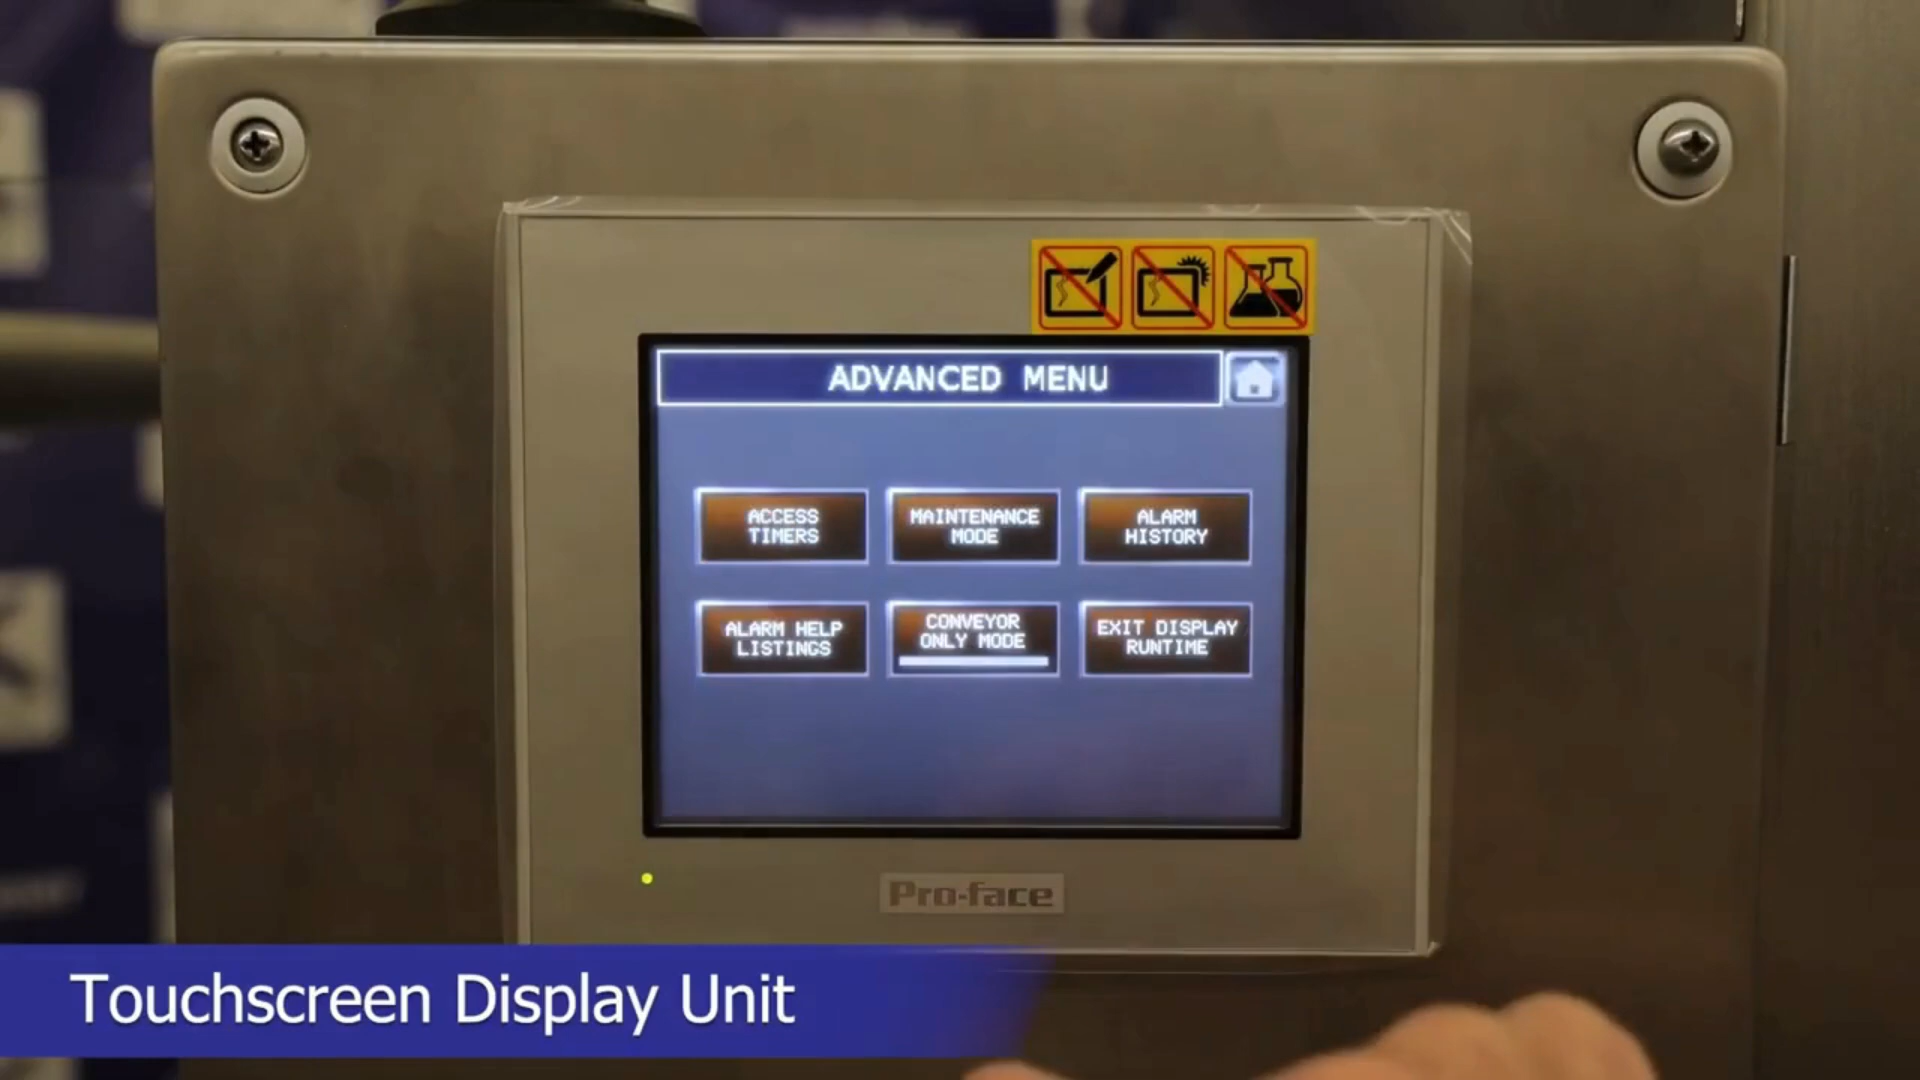 ADVANCED MENU
ACCESS
TIMERS
MAINTENANCE
MODE
ALARM
HISTORY
ALARM HELP
LISTINGS
CONVEYOR
ONLY MODE
EXIT DISPLAY
RUNTIME
Pro-face
Touchscreen Display Unit